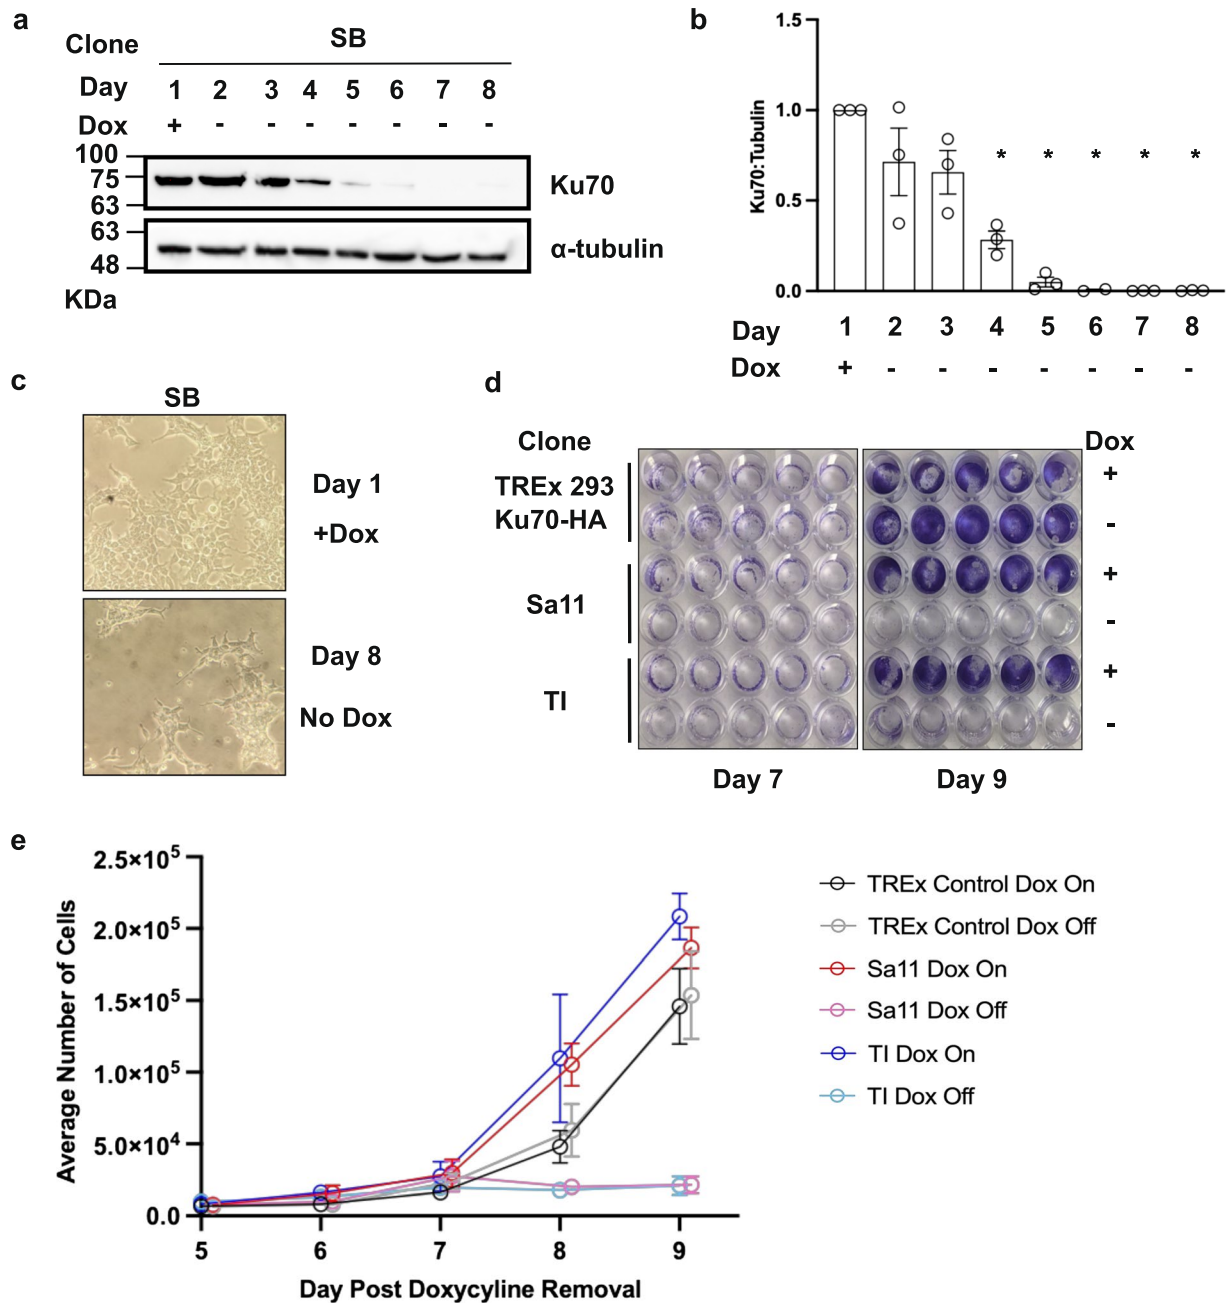 a
Clone SB
Day 1 2 3 4 5 6 7 8
Dox + - - - - - - -
100
75
63
Ku70
63
48
α-tubulin
KDa
b
Ku70:Tubulin
1.5
1.0
0.5
0.0
* * * * *
Day 1 2 3 4 5 6 7 8
Dox + - - - - - - -
c
SB
Day 1
+Dox
Day 8
No Dox
d
Clone Dox
TREx 293 +
Ku70-HA -
Sa11 + -
TI + -
Day 7 Day 9
e
Average Number of Cells
2.5×10⁵
2.0×10⁵
1.5×10⁵
1.0×10⁵
5.0×10⁴
0.0
5 6 7 8 9
Day Post Doxycyline Removal
TREx Control Dox On
TREx Control Dox Off
Sa11 Dox On
Sa11 Dox Off
TI Dox On
TI Dox Off